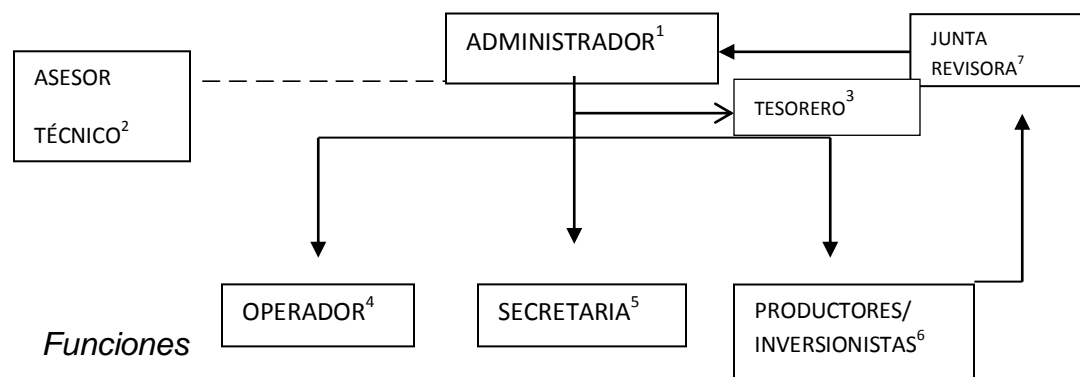 ADMINISTRADOR¹
JUNTA
REVISORA⁷
ASESOR
TÉCNICO²
TESORERO³
OPERADOR⁴
SECRETARIA⁵
PRODUCTORES/
INVERSIONISTAS⁶
Funciones